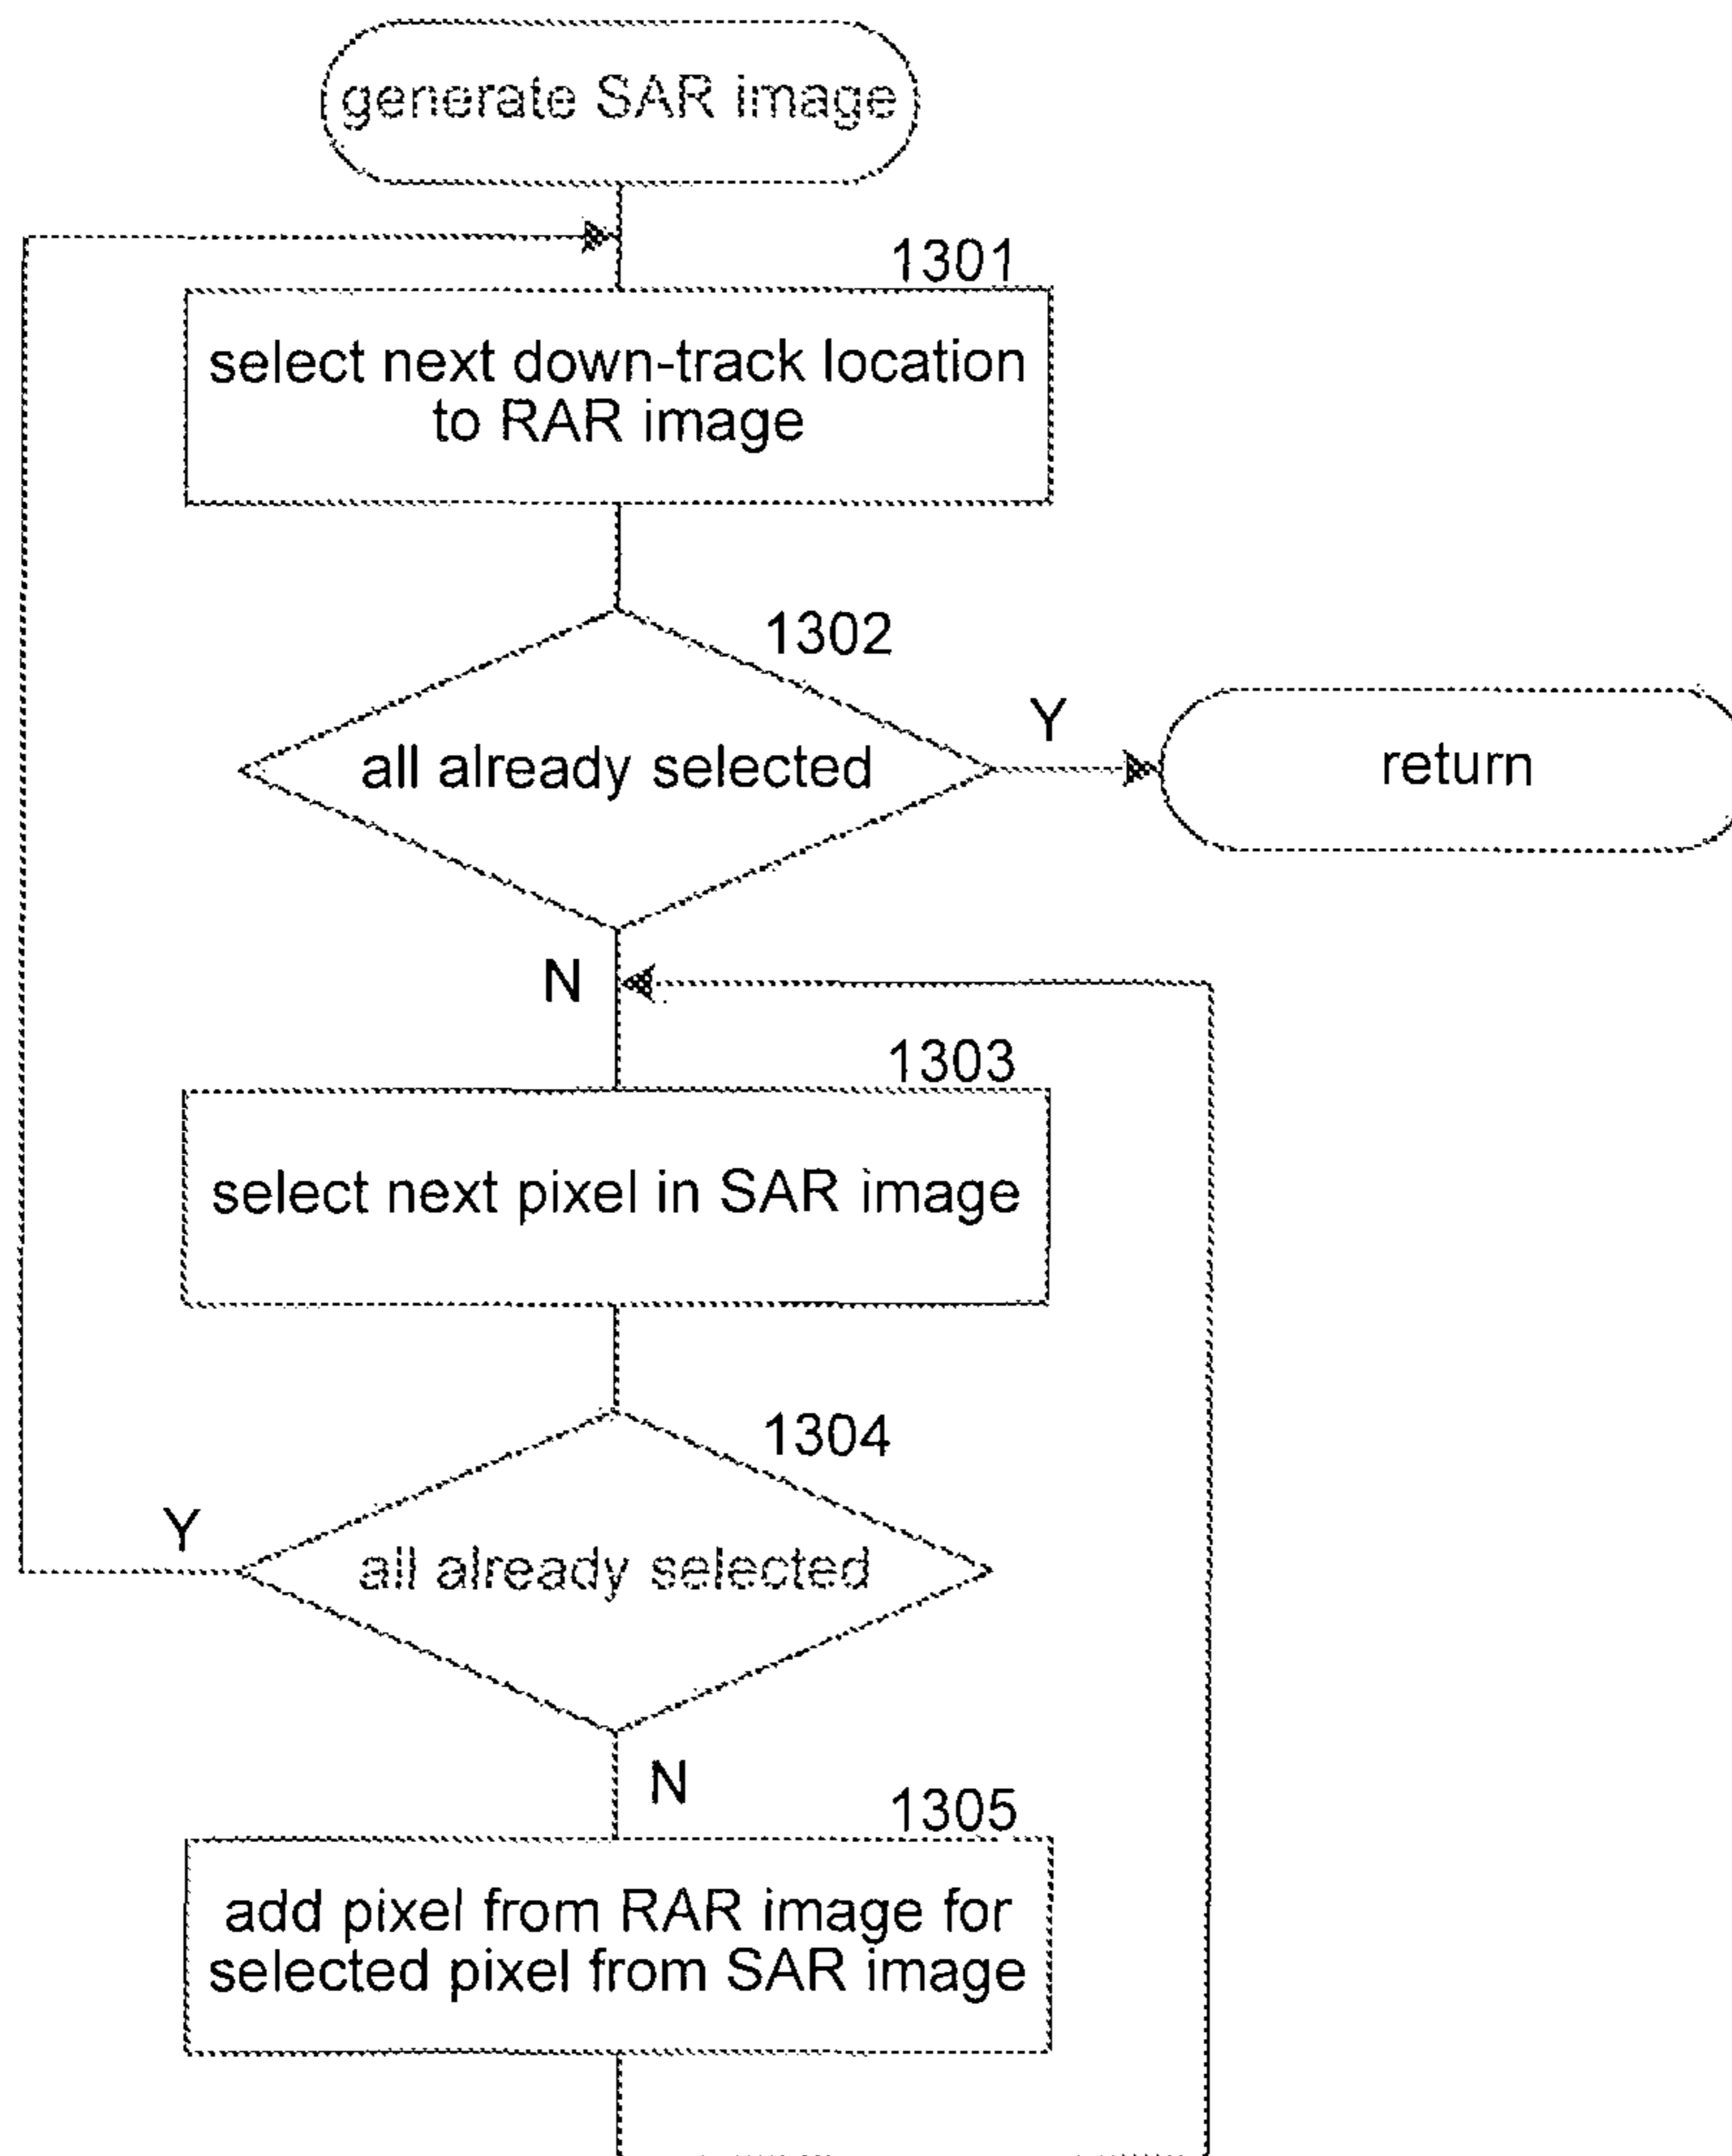 generate SAR image
1301
select next down-track location
to RAR image
1302
all already selected
Y
return
N
1303
select next pixel in SAR image
1304
Y
all already selected
N
1305
add pixel from RAR image for
selected pixel from SAR image